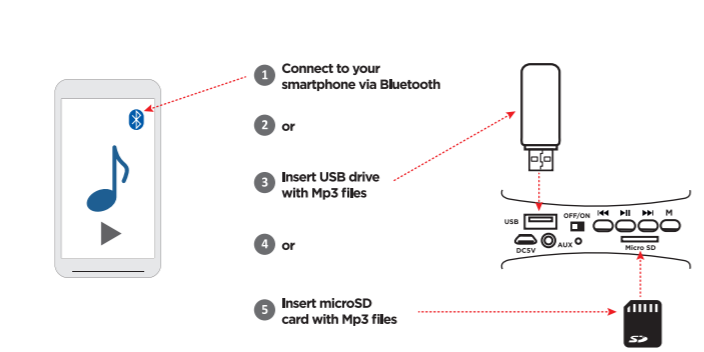 1 Connect to your
smartphone via Bluetooth
2 or
3 Insert USB drive
with Mp3 files
USB
OFF/ON
M
DC5V
AUX
Micro SD
4 or
5 Insert microSD
card with Mp3 files
SD